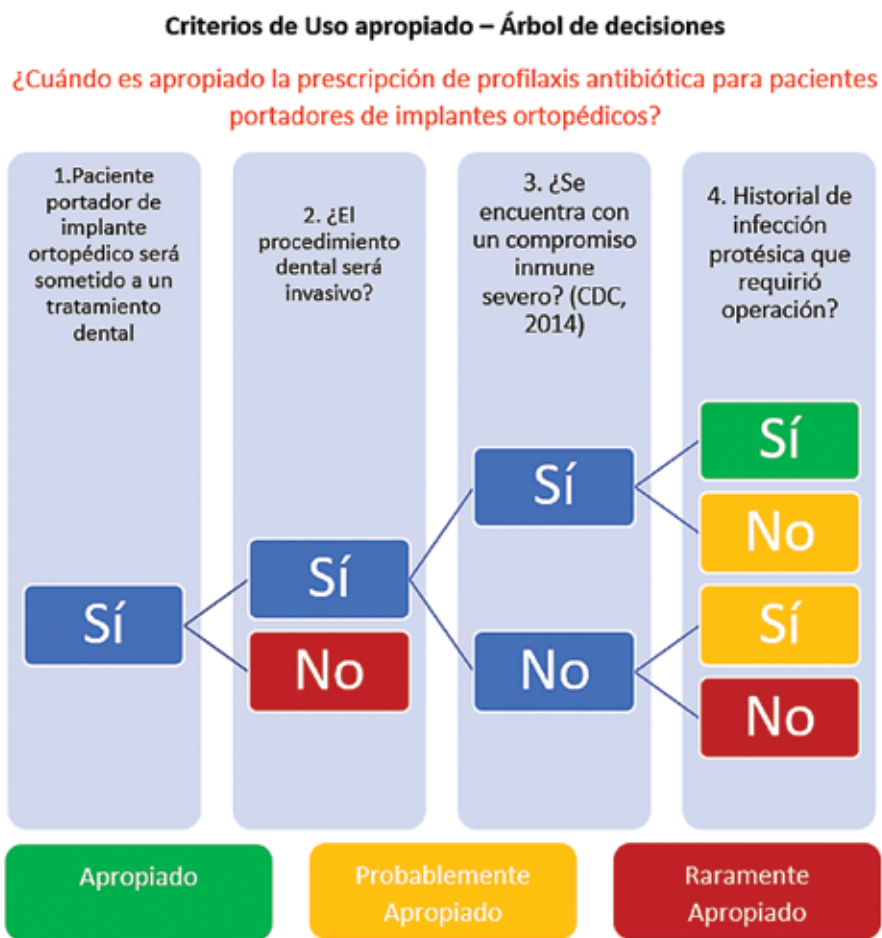 Criterios de Uso apropiado – Árbol de decisiones
¿Cuándo es apropiado la prescripción de profilaxis antibiótica para pacientes
portadores de implantes ortopédicos?
1.Paciente
portador de
implante
ortopédico será
sometido a un
tratamiento
dental
2. ¿El
procedimiento
dental será
invasivo?
3. ¿Se
encuentra con
un compromiso
inmune
severo? (CDC,
2014)
4. Historial de
infección
protésica que
requirió
operación?
Sí
Sí
No
Sí
No
Sí
No
Sí
No
Apropiado
Probablemente
Apropiado
Raramente
Apropiado